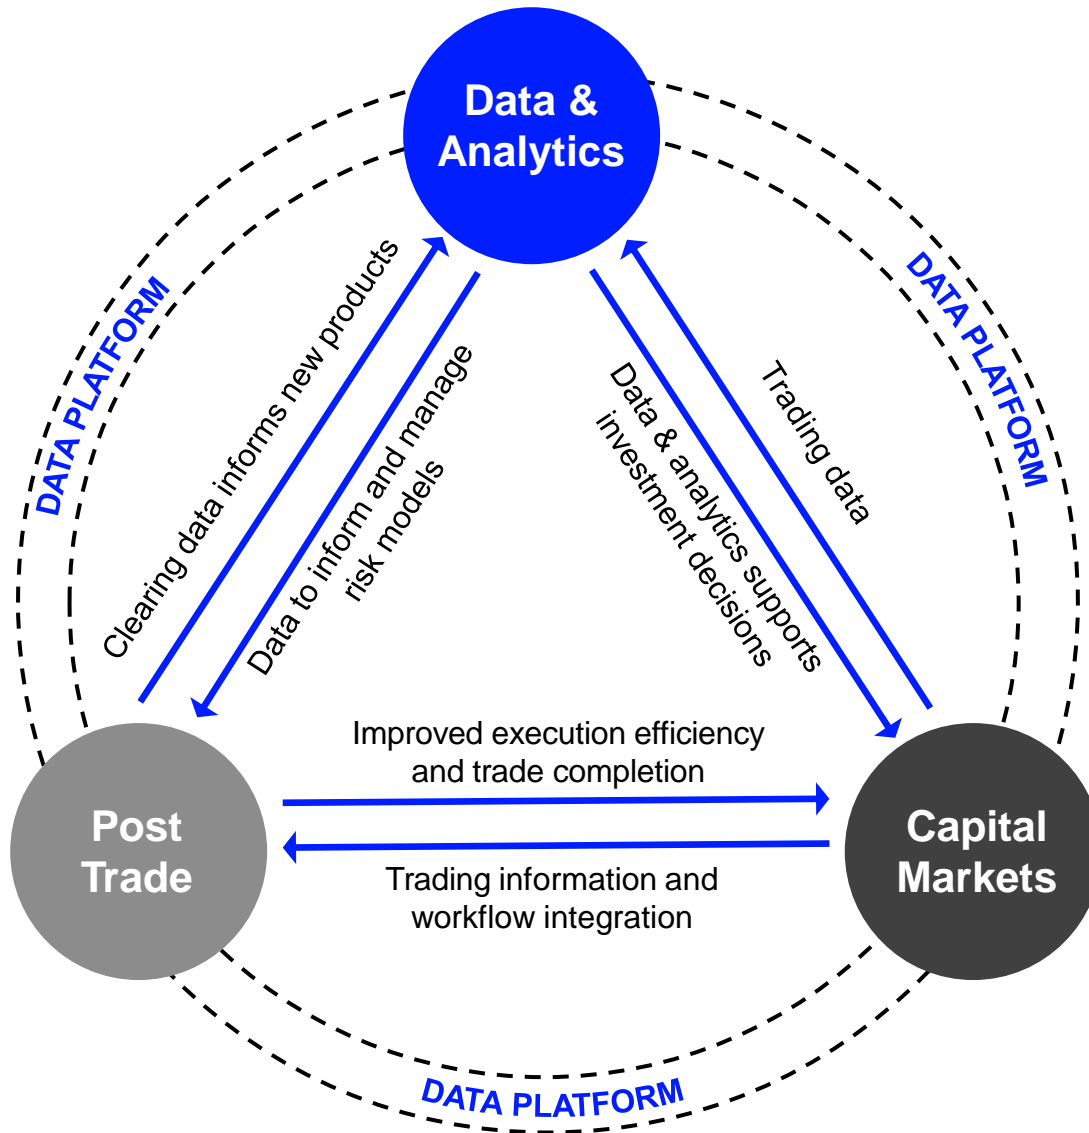 Data &
Analytics
DATA PLATFORM
DATA PLATFORM
Clearing data informs new products
Data to inform and manage
risk models
Data & analytics supports
investment decisions
Trading data
Improved execution efficiency
and trade completion
Post
Trade
Capital
Markets
Trading information and
workflow integration
DATA PLATFORM